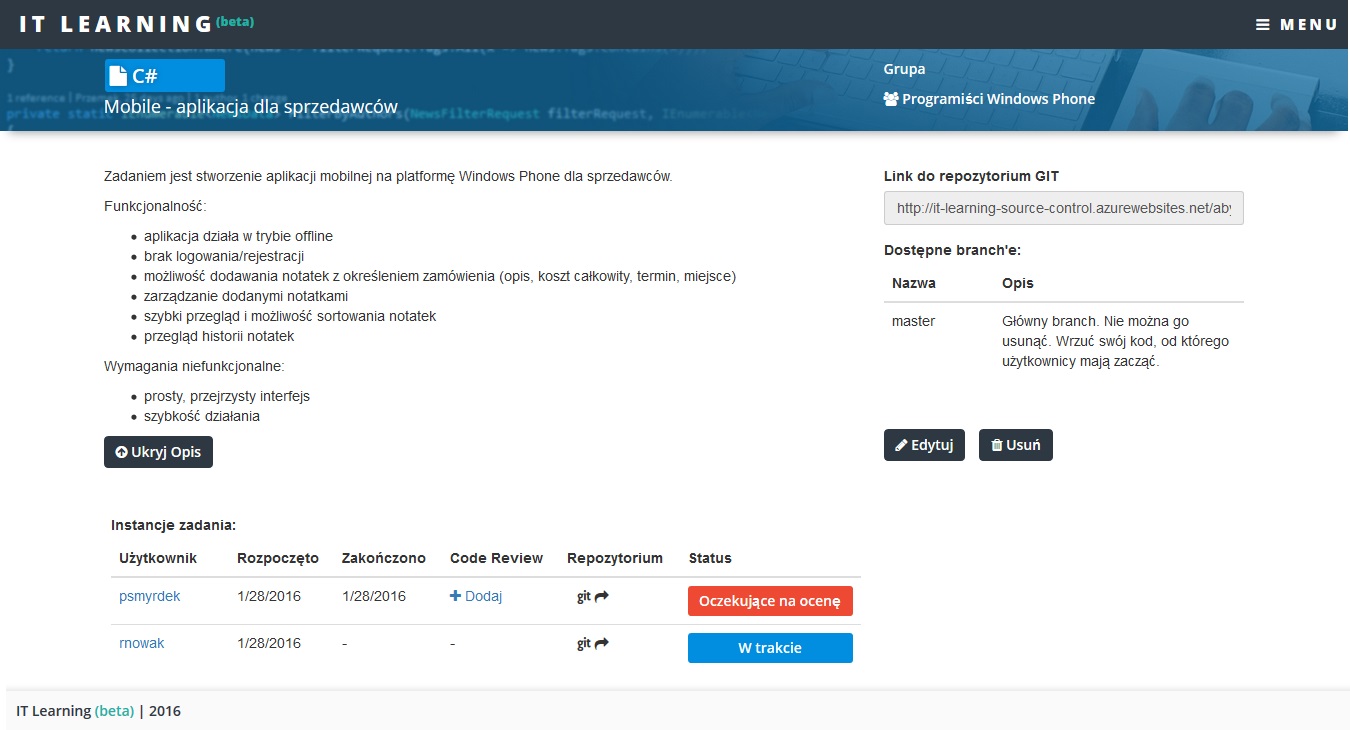 IT LEARNING (beta)
MENU
C#
Mobile - aplikacja dla sprzedawców
private static
(NewsFilterRequest filterRequest,
Grupa
Programiści Windows Phone
Zadaniem jest stworzenie aplikacji mobilnej na platformę Windows Phone dla sprzedawców.
Funkcjonalność:
aplikacja działa w trybie offline
brak logowania/rejestracji
możliwość dodawania notatek z określeniem zamówienia (opis, koszt całkowity, termin, miejsce)
zarządzanie dodanymi notatkami
szybki przegląd i możliwość sortowania notatek
przegląd historii notatek
Wymagania niefunkcjonalne:
prosty, przejrzysty interfejs
szybkość działania
Ukryj Opis
Link do repozytorium GIT
http://it-learning-source-control.azurewebsites.net/aby
Dostępne branch'e:
Nazwa Opis
master Główny branch. Nie można go
usunąć. Wrzuć swój kod, od którego
użytkownicy mają zacząć.
Edytuj Usuń
Instancje zadania:
Użytkownik Rozpoczęto Zakończono Code Review Repozytorium Status
psmyrdek 1/28/2016 1/28/2016 Dodaj git Oczekujące na ocenę
rnowak 1/28/2016 - - git W trakcie
IT Learning (beta) | 2016